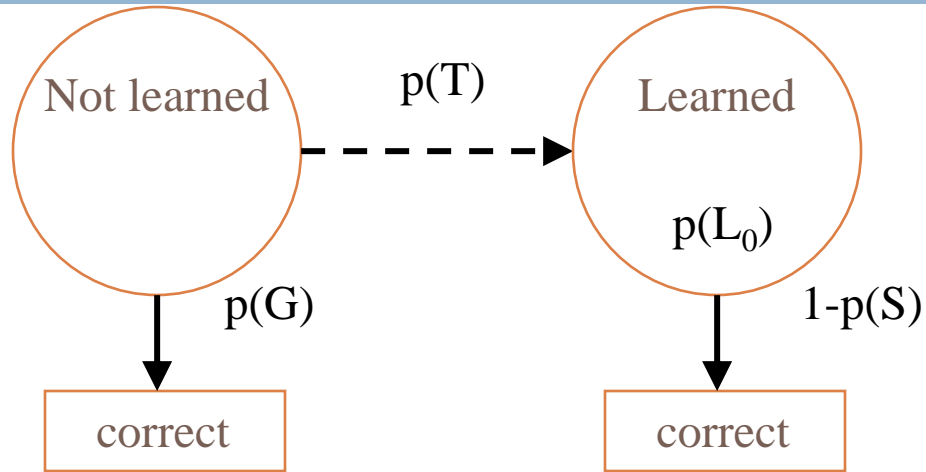 Not learned
p(T)
Learned
p(L₀)
p(G)
1-p(S)
correct
correct